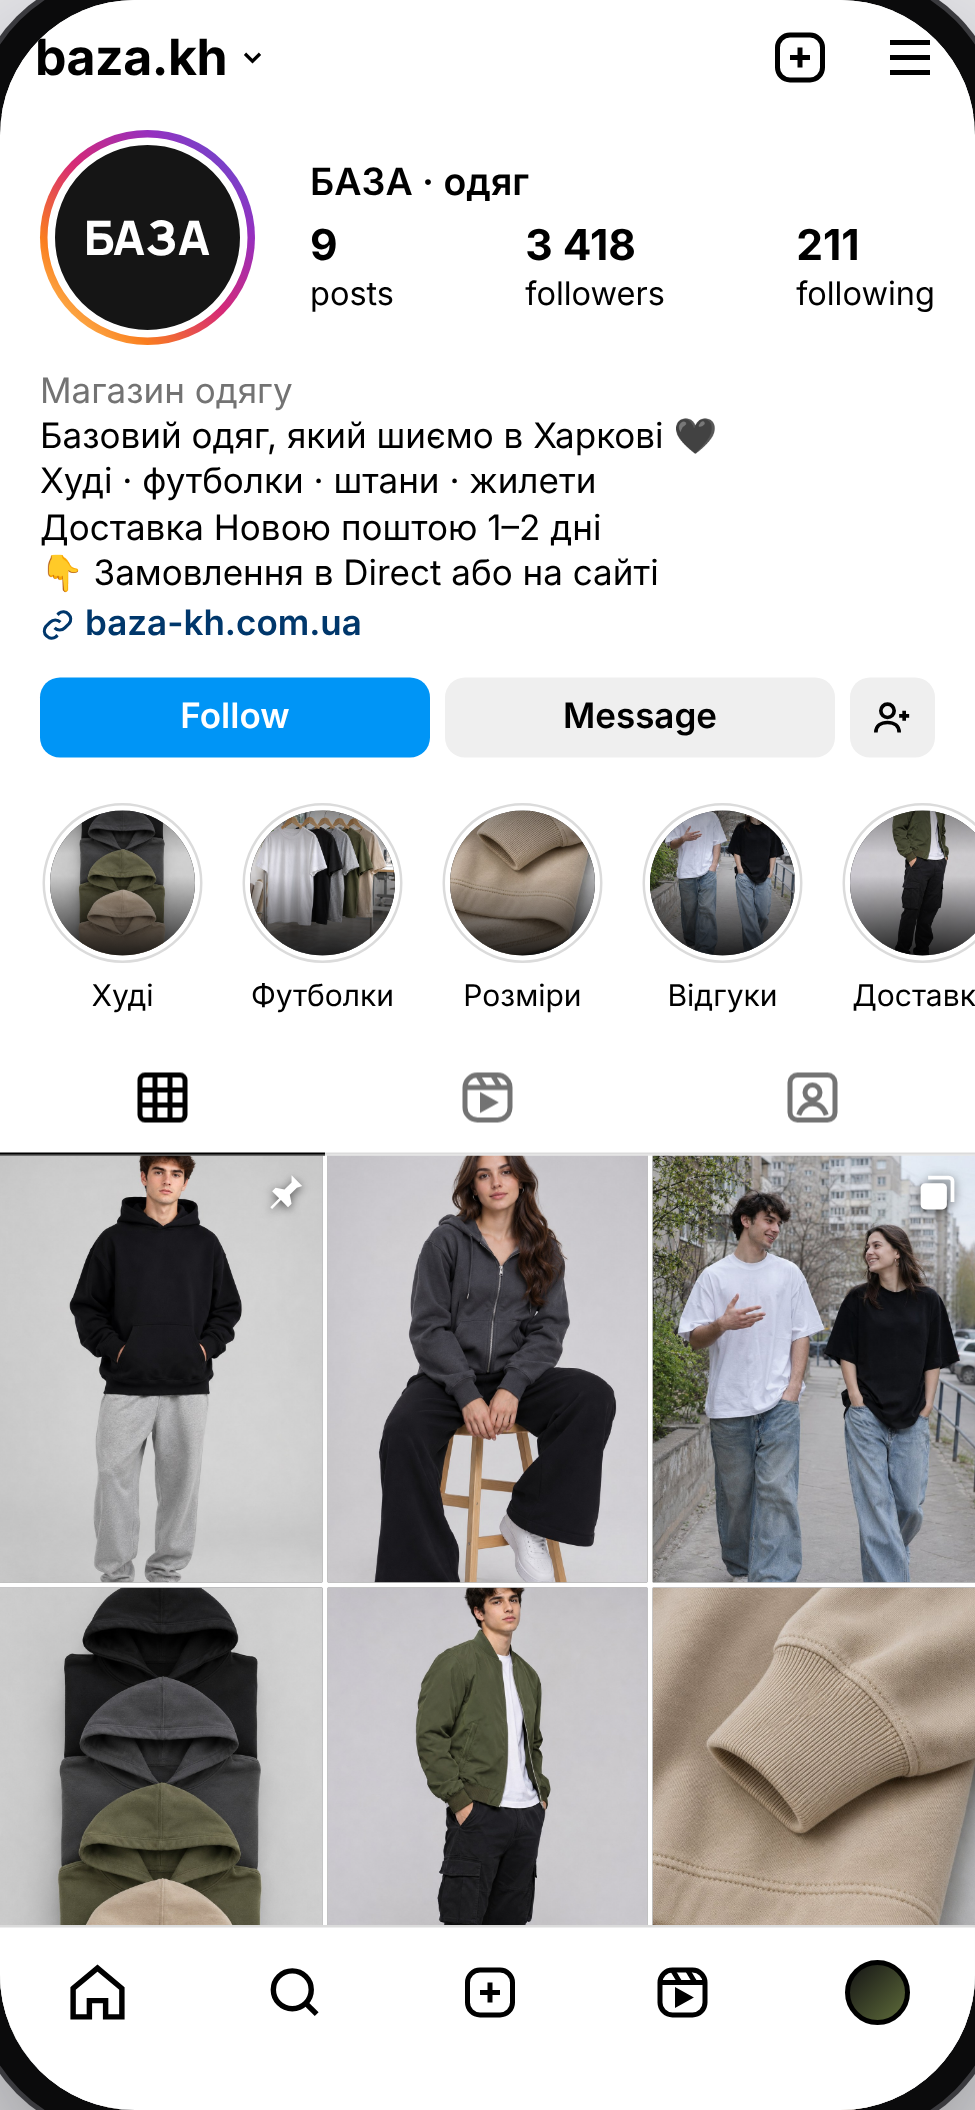 baza.kh
БАЗА
БАЗА · одяг
9 3 418 211
posts followers following
Магазин одягу
Базовий одяг, який шиємо в Харкові 🖤
Худі · футболки · штани · жилети
Доставка Новою поштою 1–2 дні
👇 Замовлення в Direct або на сайті
baza-kh.com.ua
Follow Message
Худі Футболки Розміри Відгуки Доставк